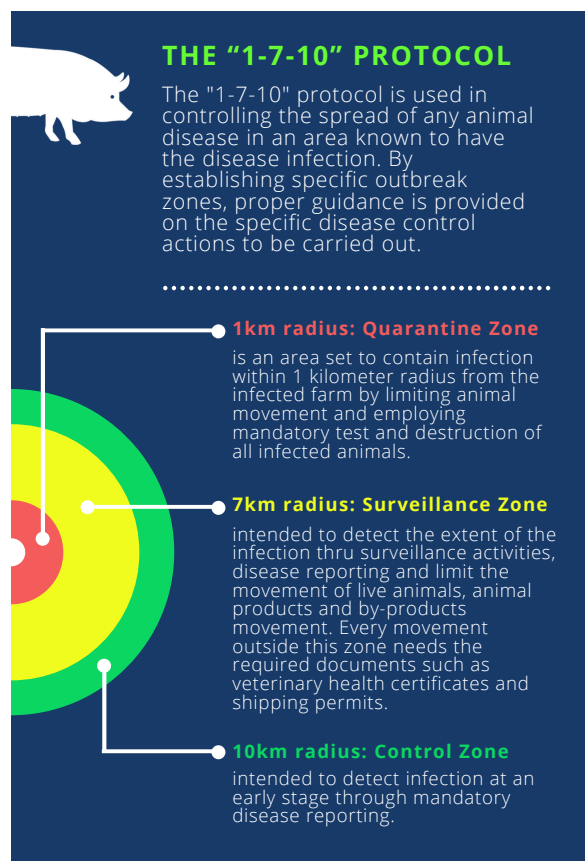 THE “1-7-10” PROTOCOL
The "1-7-10" protocol is used in
controlling the spread of any animal
disease in an area known to have
the disease infection. By
establishing specific outbreak
zones, proper guidance is provided
on the specific disease control
actions to be carried out.
1km radius: Quarantine Zone
is an area set to contain infection
within 1 kilometer radius from the
infected farm by limiting animal
movement and employing
mandatory test and destruction of
all infected animals.
7km radius: Surveillance Zone
intended to detect the extent of the
infection thru surveillance activities,
disease reporting and limit the
movement of live animals, animal
products and by-products
movement. Every movement
outside this zone needs the
required documents such as
veterinary health certificates and
shipping permits.
10km radius: Control Zone
intended to detect infection at an
early stage through mandatory
disease reporting.